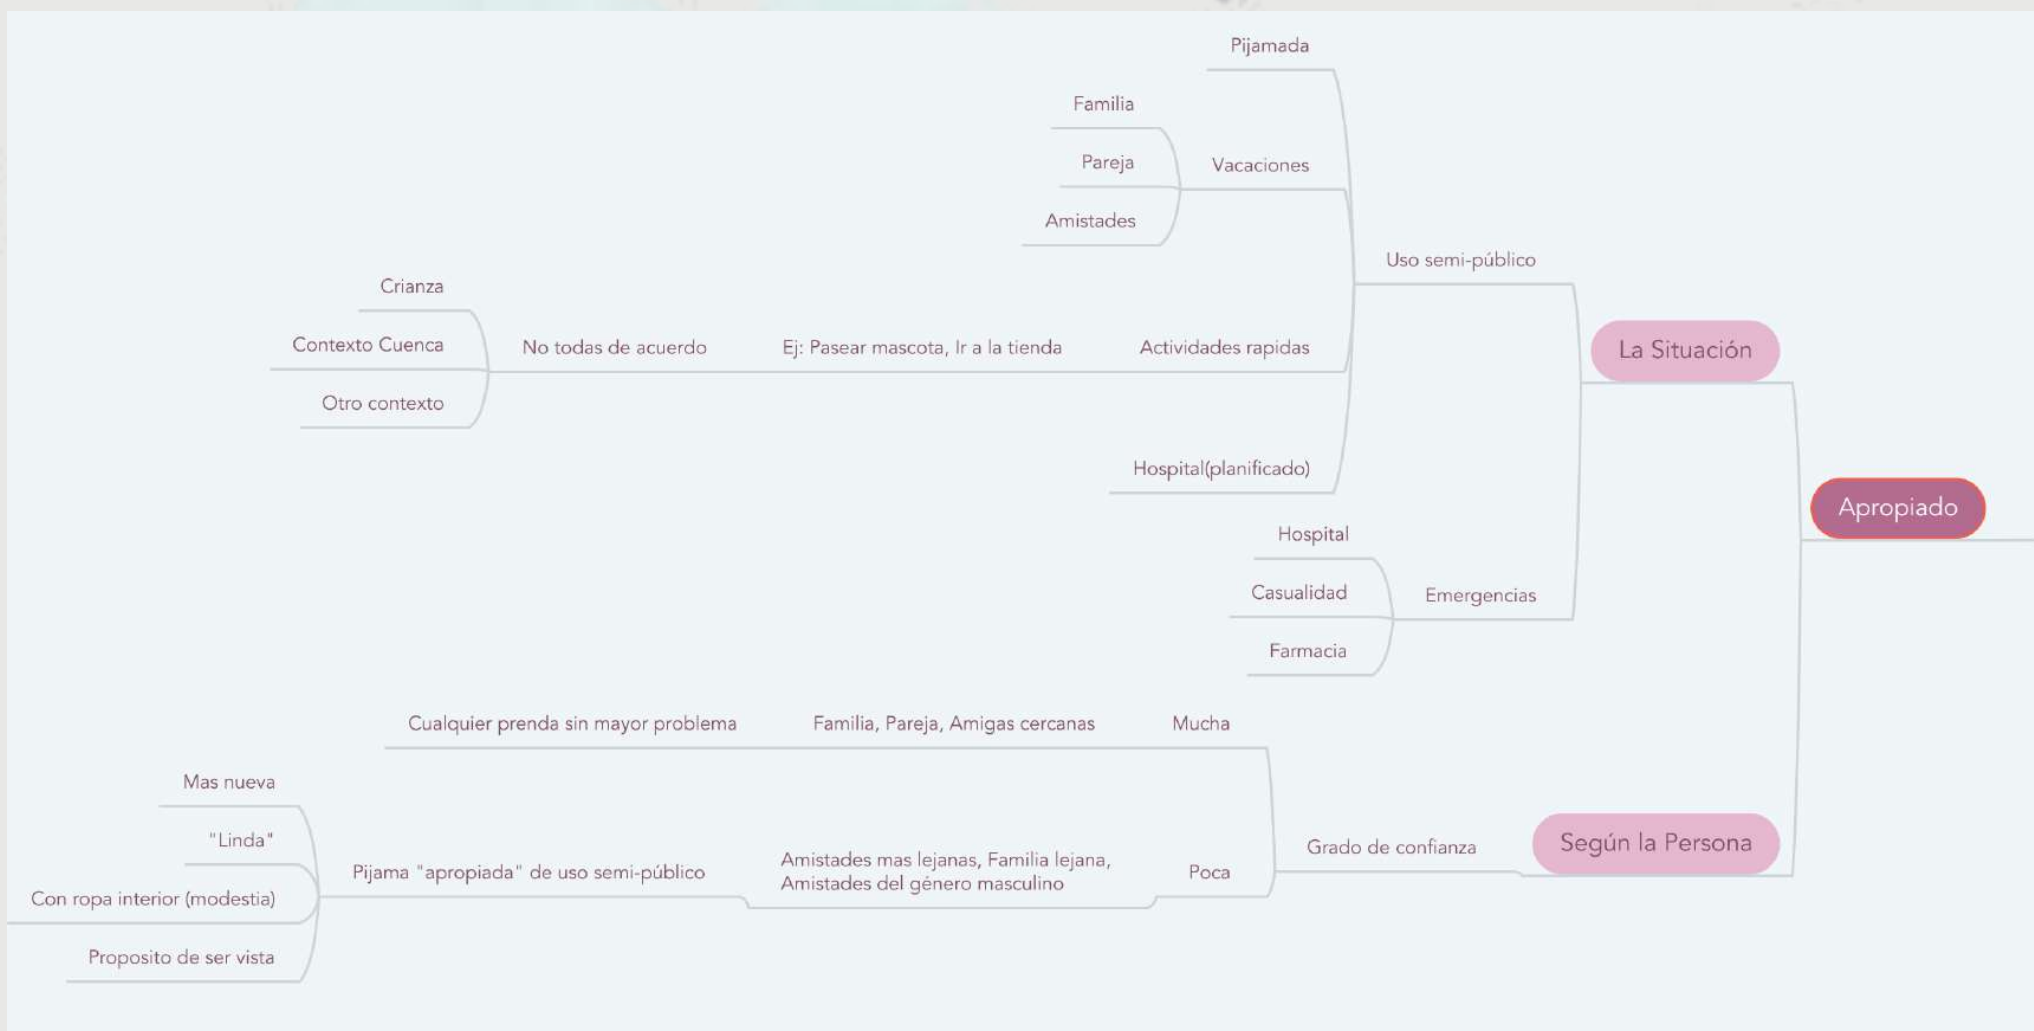 Pijamada
Familia
Pareja
Vacaciones
Amistades
Uso semi-público
Crianza
Contexto Cuenca
No todas de acuerdo
Ej: Pasear mascota, Ir a la tienda
Actividades rapidas
La Situación
Otro contexto
Hospital(planificado)
Apropiado
Hospital
Casualidad
Emergencias
Farmacia
Cualquier prenda sin mayor problema
Familia, Pareja, Amigas cercanas
Mucha
Mas nueva
"Linda"
Grado de confianza
Según la Persona
Pijama "apropiada" de uso semi-público
Amistades mas lejanas, Familia lejana,
Amistades del género masculino
Poca
Con ropa interior (modestia)
Proposito de ser vista